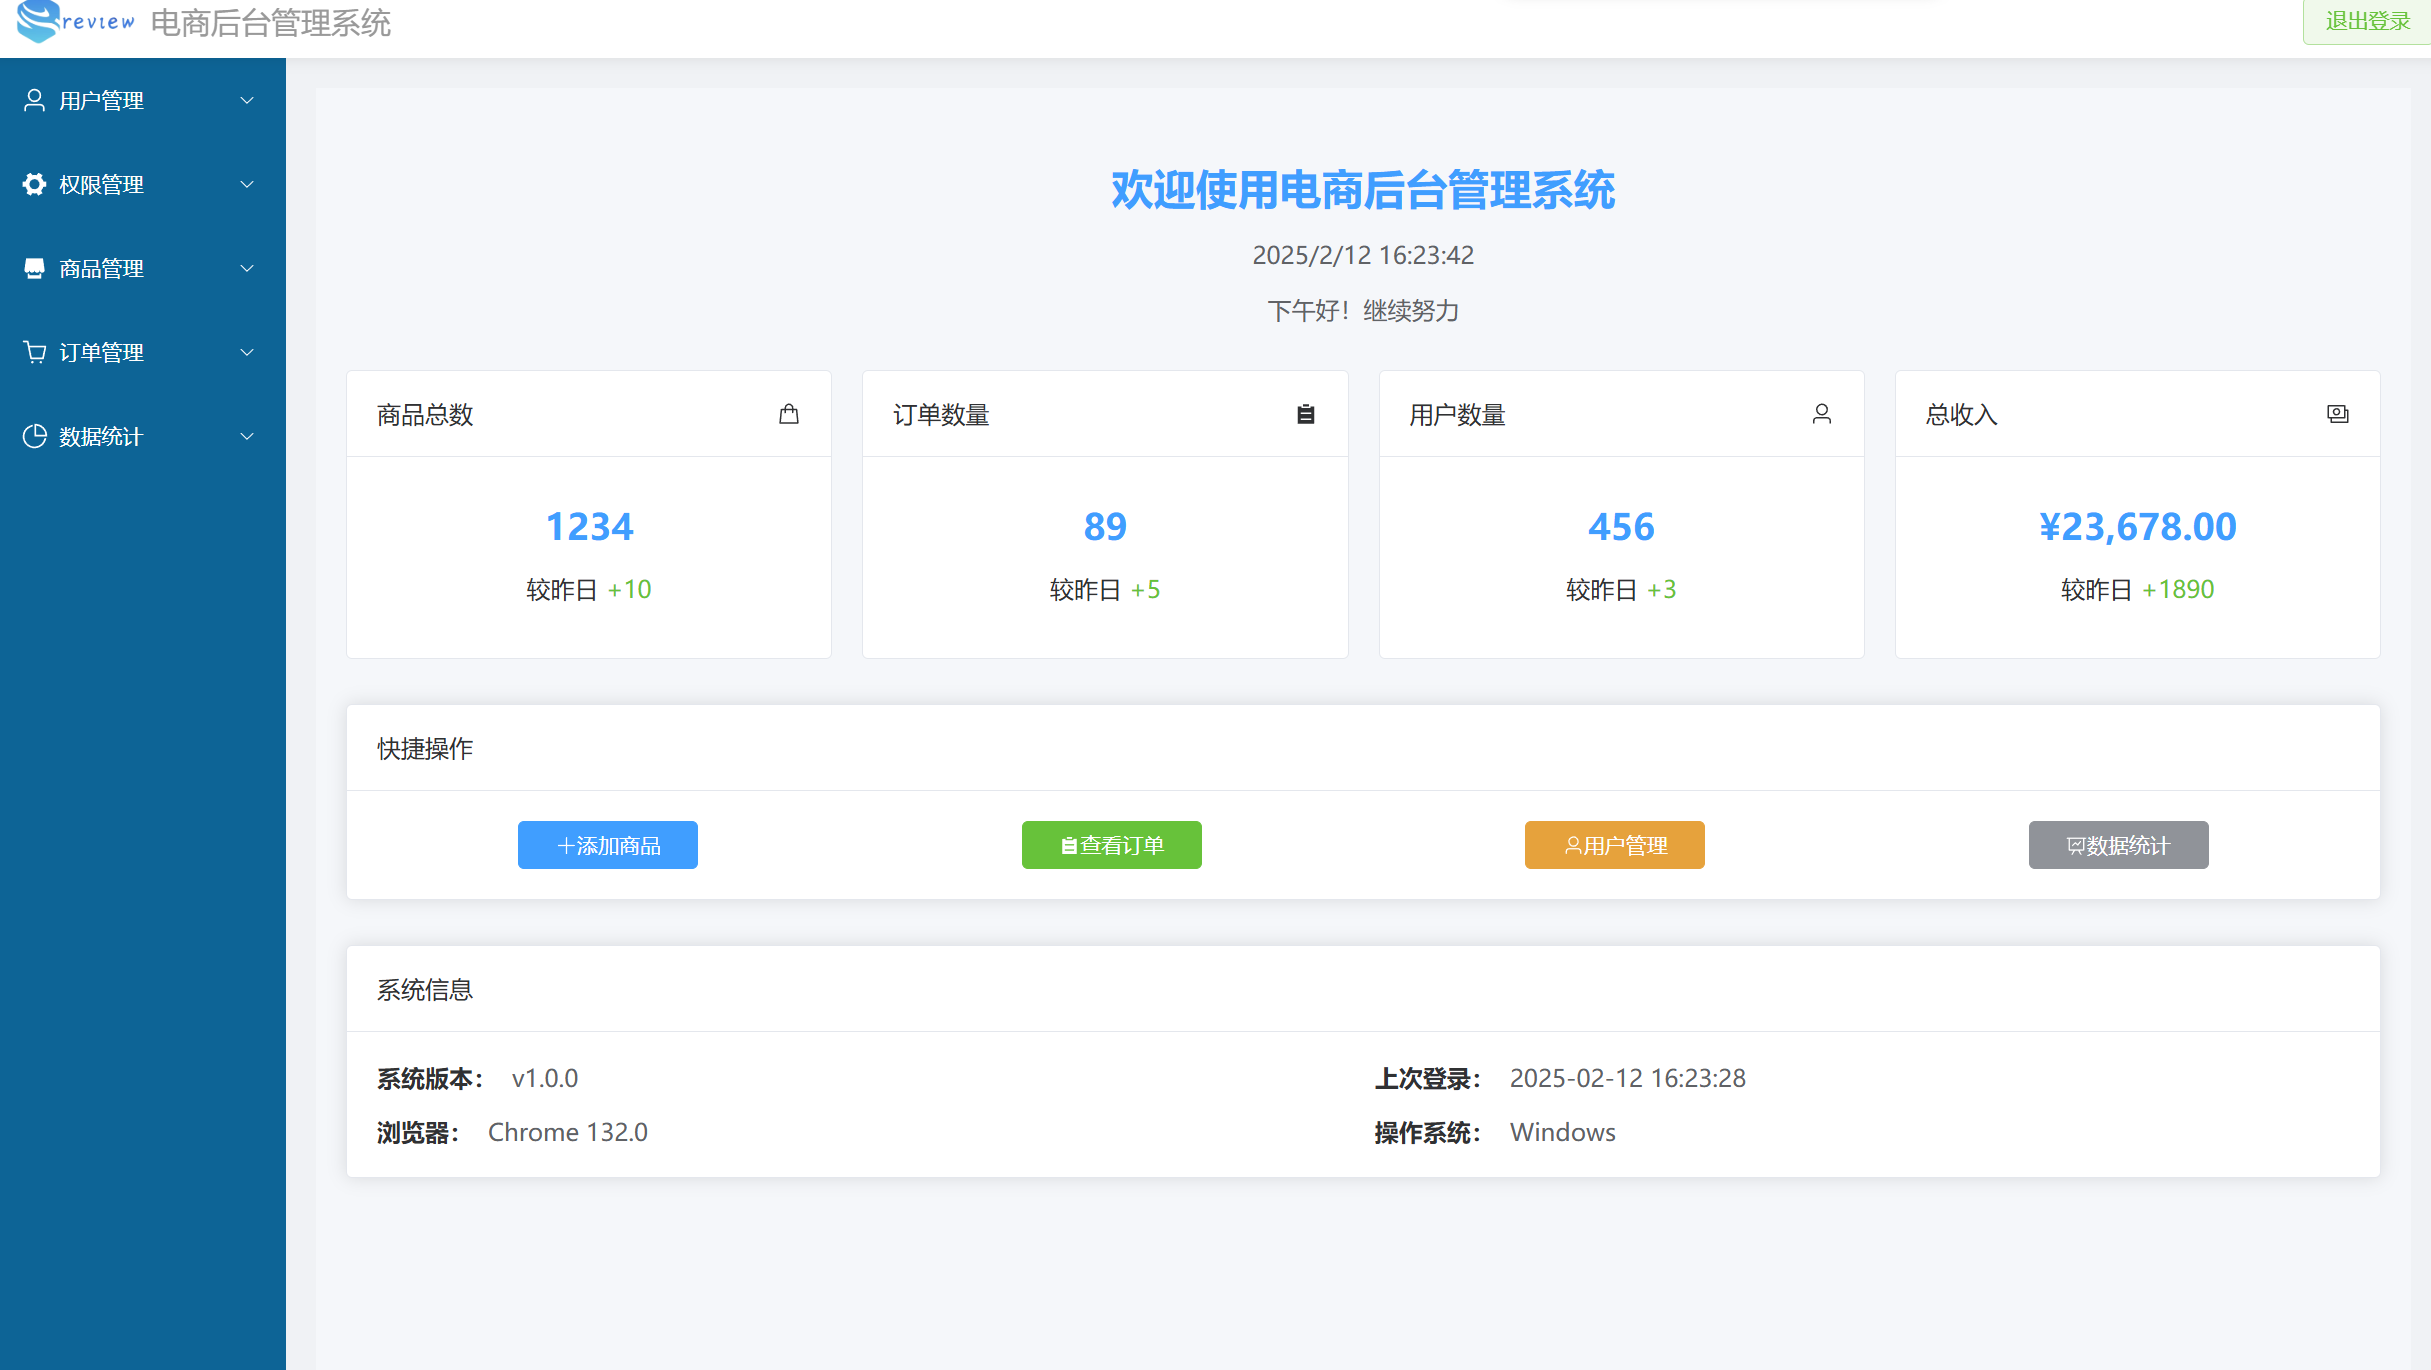 review 电商后台管理系统
退出登录
用户管理
权限管理
商品管理
订单管理
数据统计
欢迎使用电商后台管理系统
2025/2/12 16:23:42
下午好！继续努力
商品总数
1234
较昨日 +10
订单数量
89
较昨日 +5
用户数量
456
较昨日 +3
总收入
¥23,678.00
较昨日 +1890
快捷操作
添加商品
查看订单
用户管理
数据统计
系统信息
系统版本： v1.0.0
上次登录： 2025-02-12 16:23:28
浏览器： Chrome 132.0
操作系统： Windows